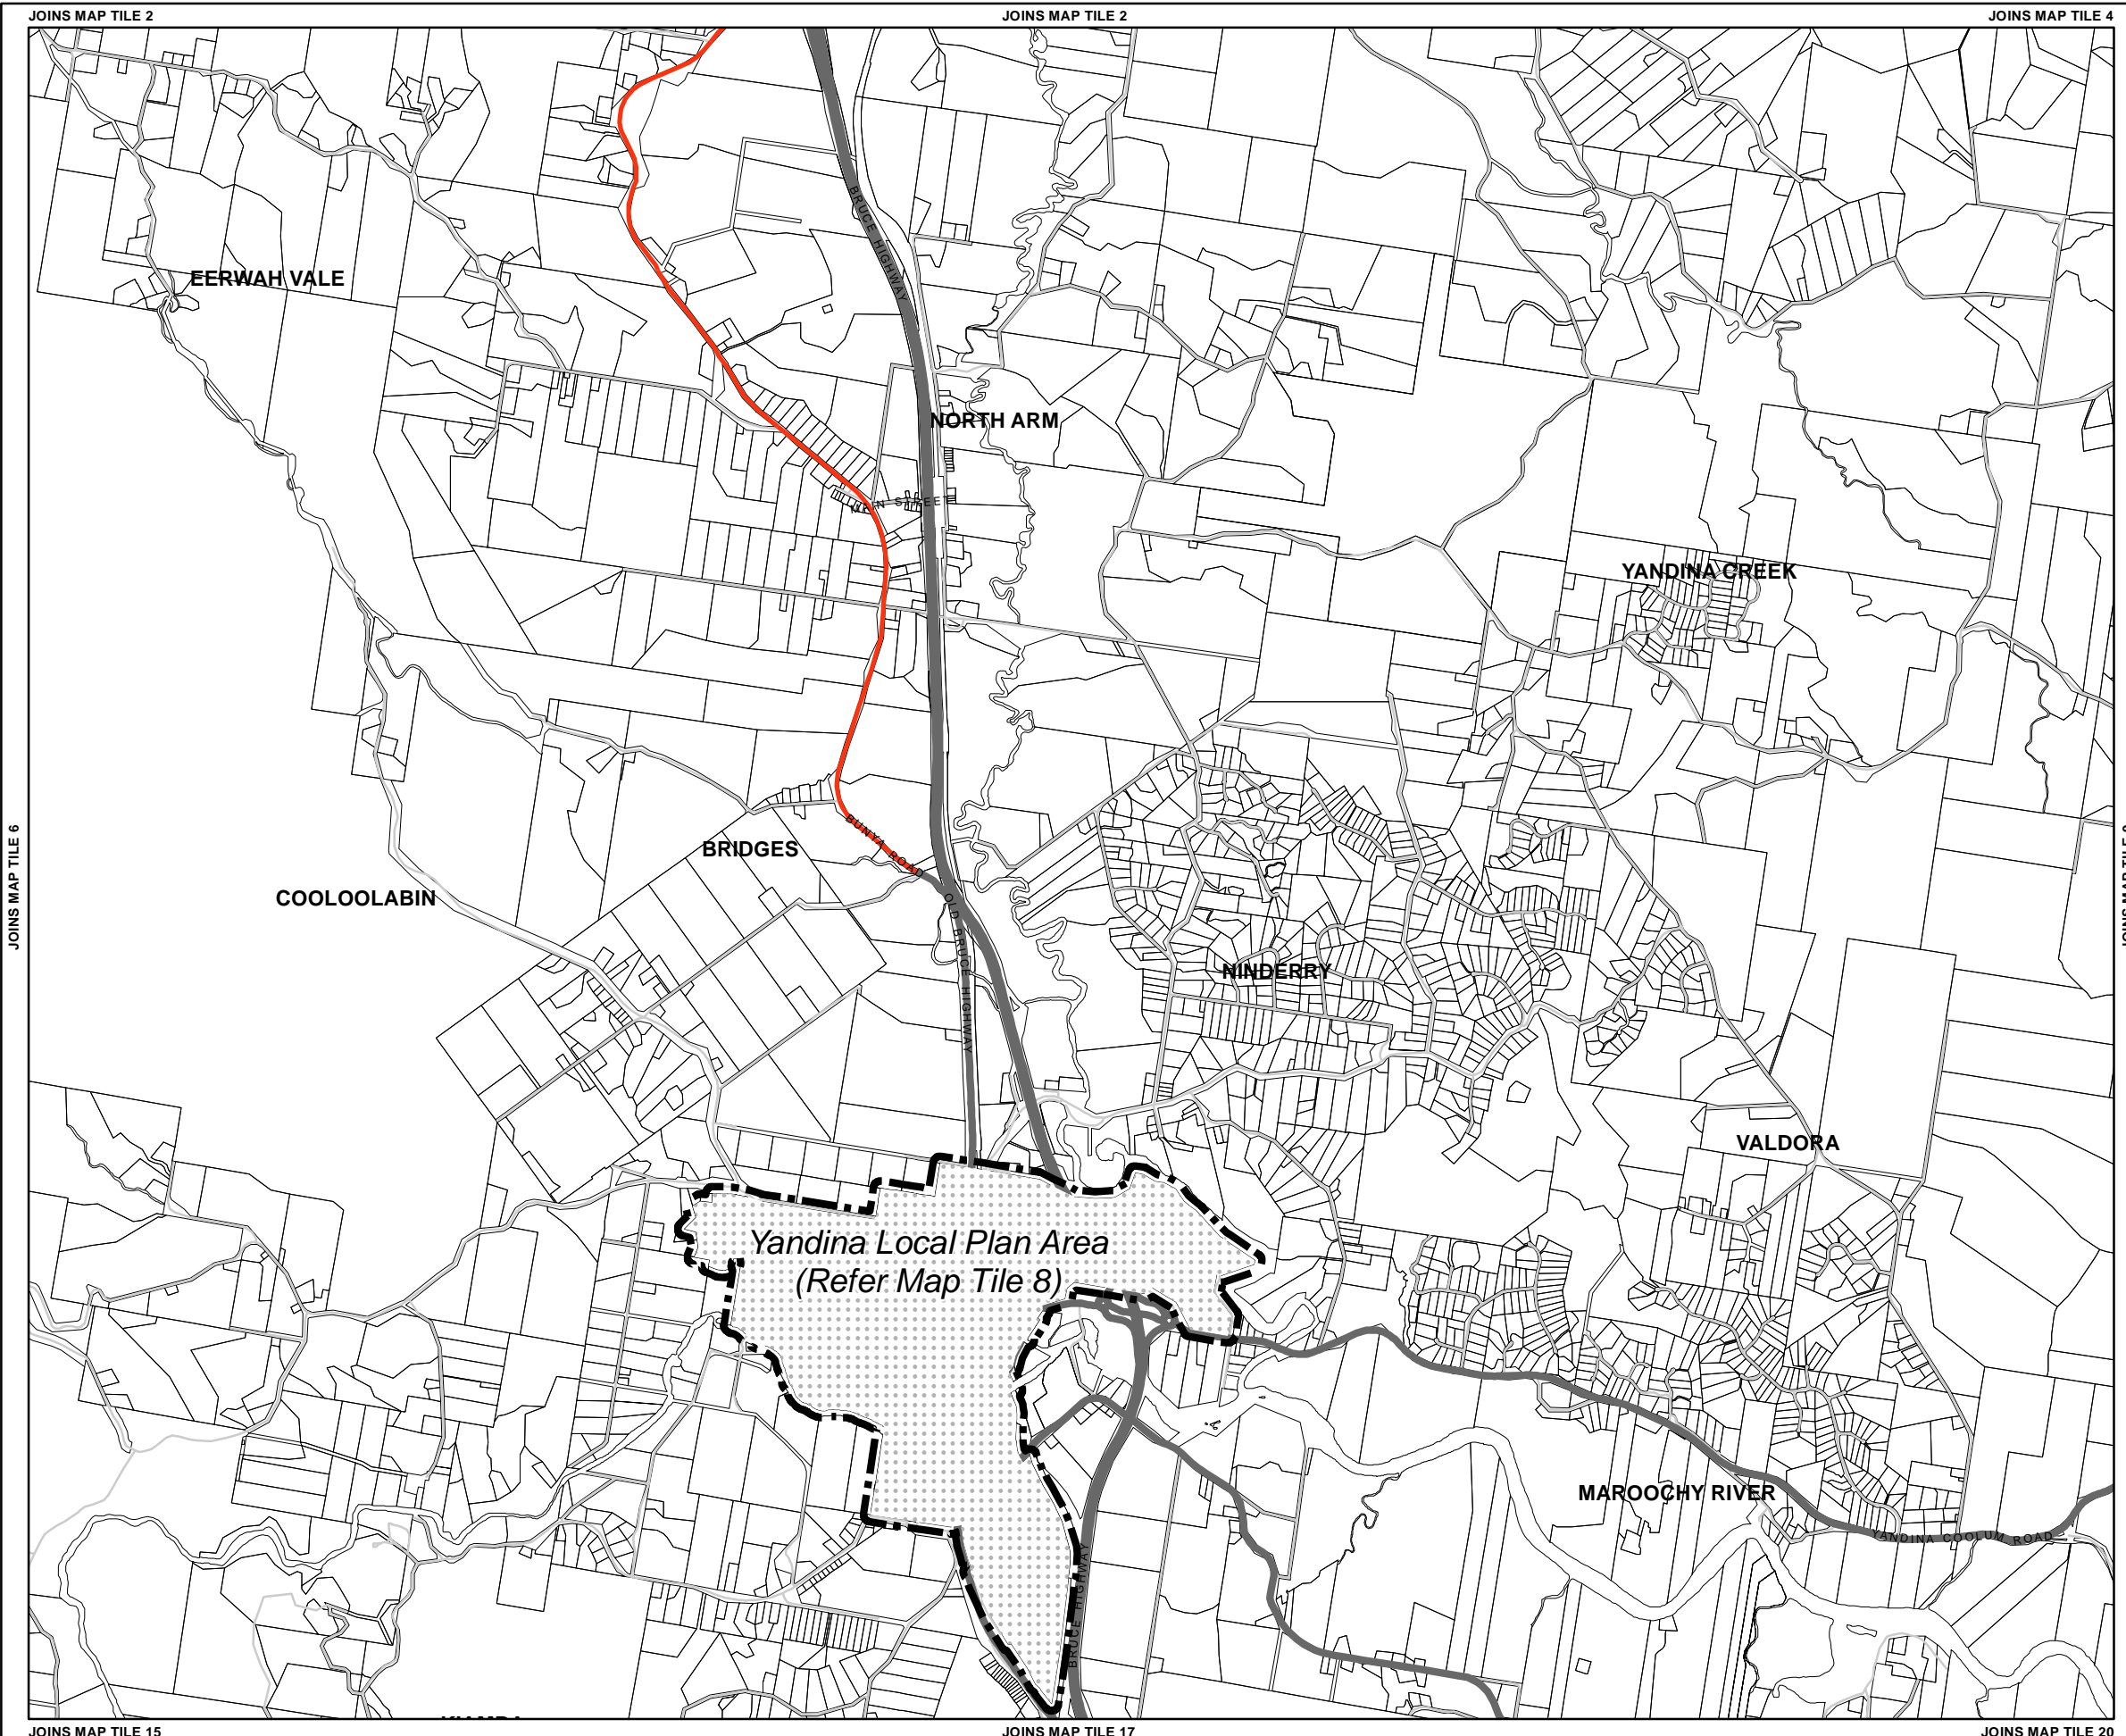 JOINS MAP TILE 2
JOINS MAP TILE 2
JOINS MAP TILE 4
BRUCE HIGHWAY
EERWAH VALE
NORTH ARM
MAIN STREET
YANDINA CREEK
JOINS MAP TILE 6
BUNYA ROAD
BRIDGES
COOLOOLABIN
OLD BRUCE HIGHWAY
NINDERRY
VALDORA
Yandina Local Plan Area
(Refer Map Tile 8)
MAROOCHY RIVER
YANDINA COOLUM ROAD
BRUCE HIGHWAY
JOINS MAP TILE 15
JOINS MAP TILE 17
JOINS MAP TILE 20